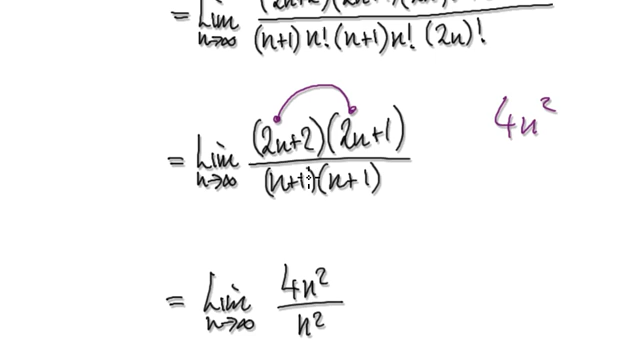 = lim n→∞
(n+1) n! (n+1) n! (2n)!
= lim n→∞ (2n+2)(2n+1) / (n+1)(n+1)
4n²
= lim n→∞ 4n² / n²